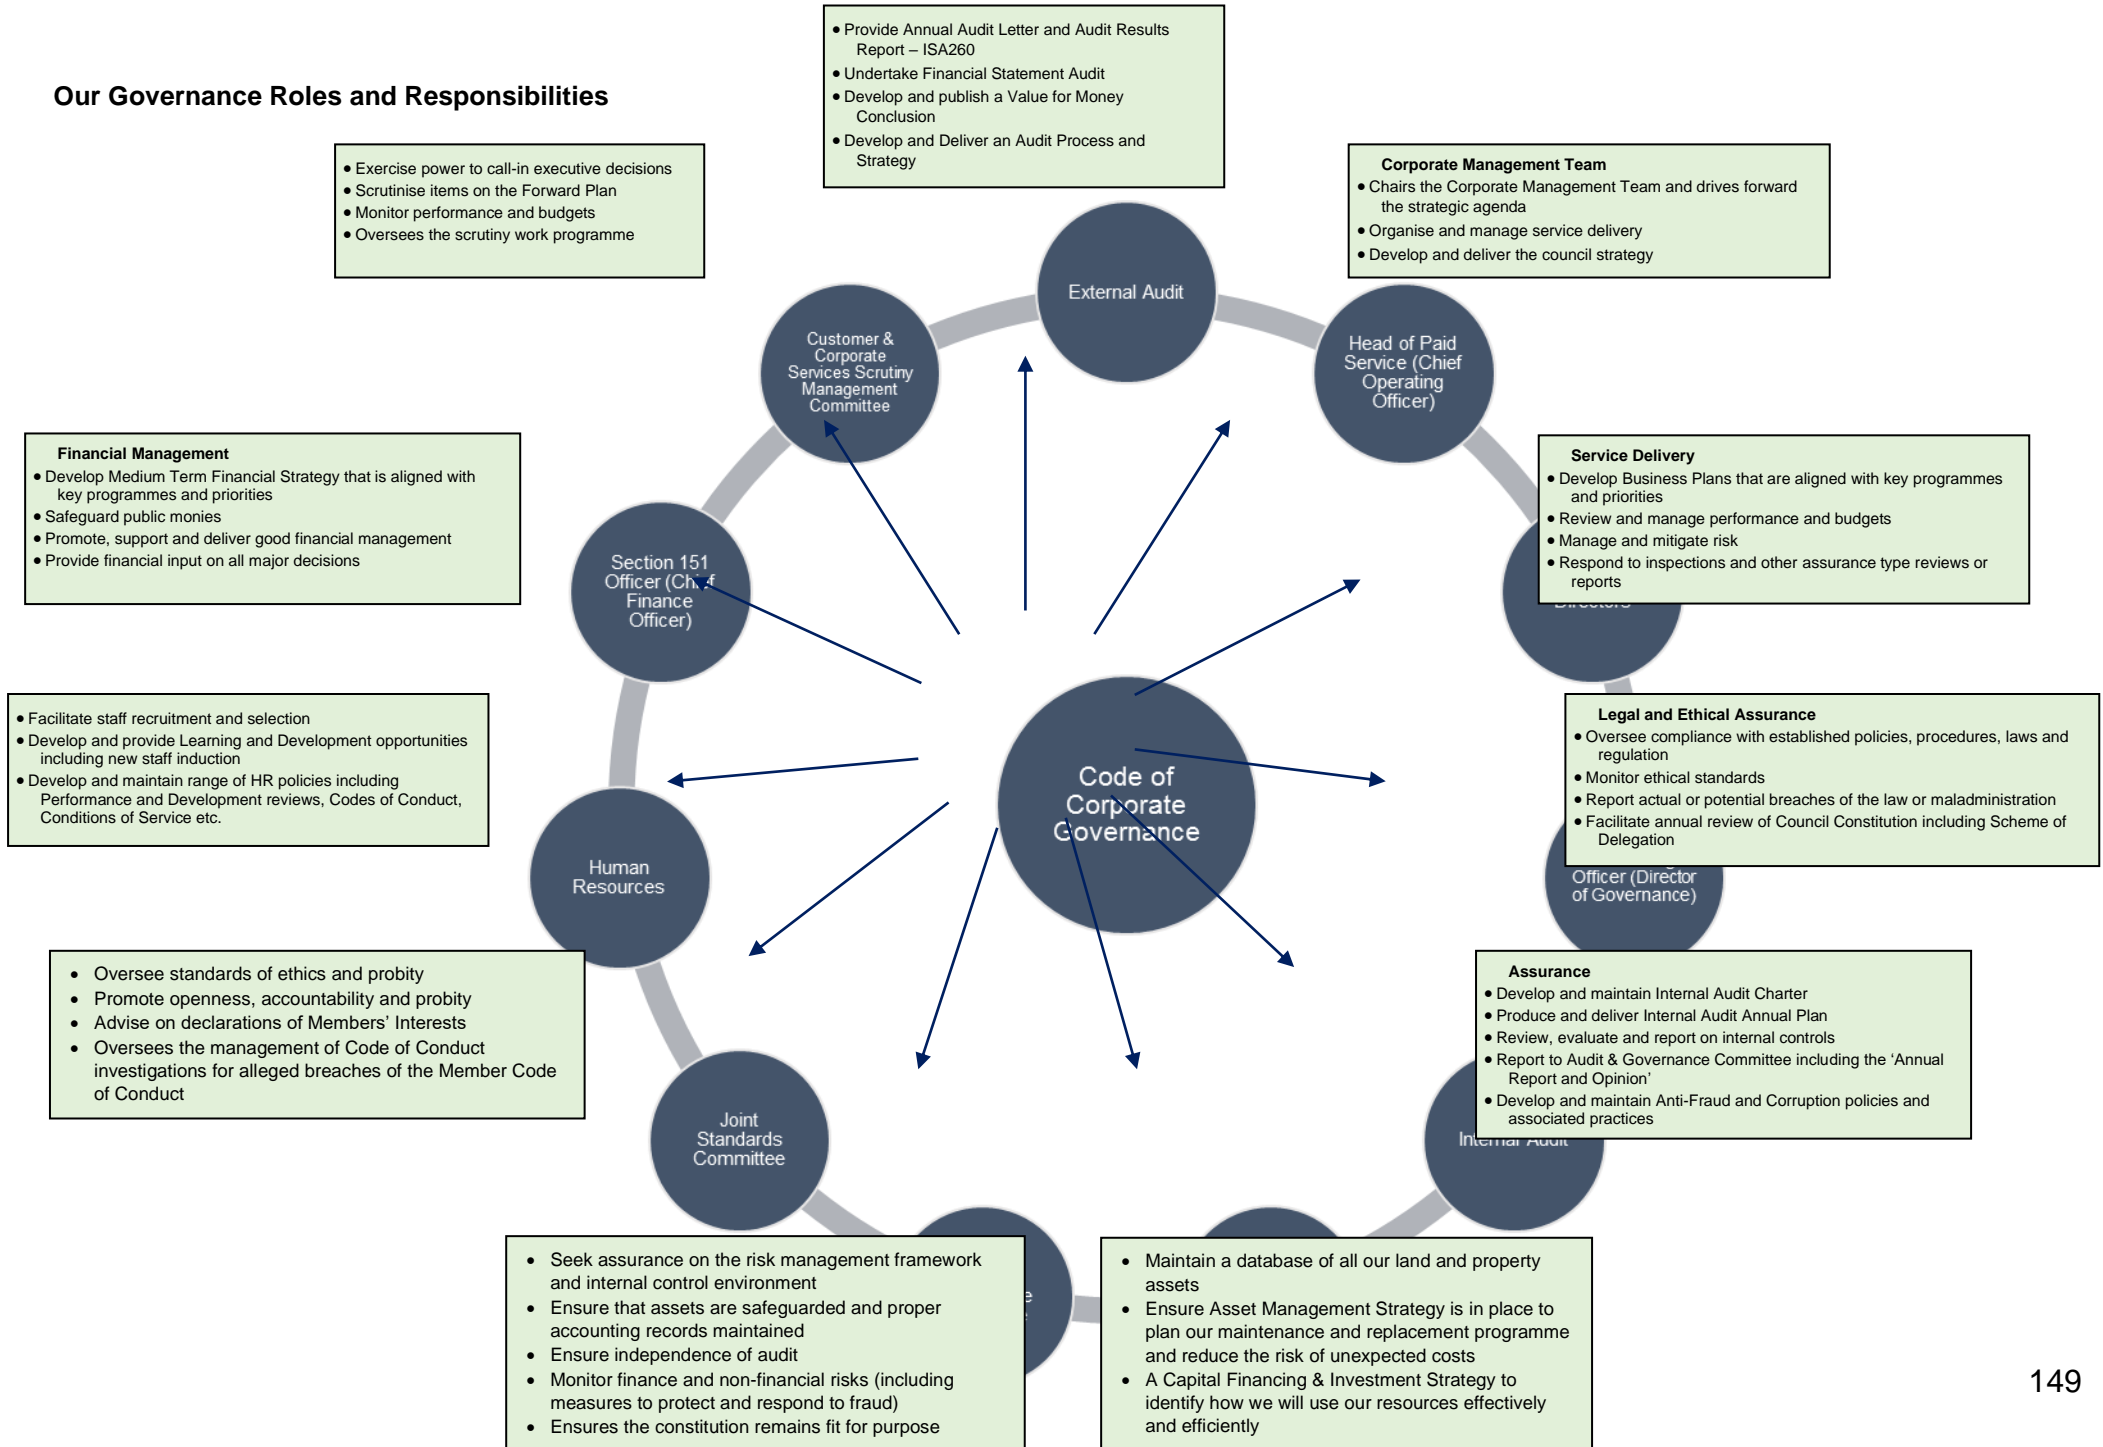 Our Governance Roles and Responsibilities
• Provide Annual Audit Letter and Audit Results
Report – ISA260
• Undertake Financial Statement Audit
• Develop and publish a Value for Money
Conclusion
• Develop and Deliver an Audit Process and
Strategy
• Exercise power to call-in executive decisions
• Scrutinise items on the Forward Plan
• Monitor performance and budgets
• Oversees the scrutiny work programme
Corporate Management Team
• Chairs the Corporate Management Team and drives forward
the strategic agenda
• Organise and manage service delivery
• Develop and deliver the council strategy
External Audit
Customer &
Corporate
Services Scrutiny
Management
Committee
Head of Paid
Service (Chief
Operating
Officer)
Financial Management
• Develop Medium Term Financial Strategy that is aligned with
key programmes and priorities
• Safeguard public monies
• Promote, support and deliver good financial management
• Provide financial input on all major decisions
Service Delivery
• Develop Business Plans that are aligned with key programmes
and priorities
• Review and manage performance and budgets
• Manage and mitigate risk
• Respond to inspections and other assurance type reviews or
reports
Section 151
Officer (Chief
Finance
Officer)
Directors
• Facilitate staff recruitment and selection
• Develop and provide Learning and Development opportunities
including new staff induction
• Develop and maintain range of HR policies including
Performance and Development reviews, Codes of Conduct,
Conditions of Service etc.
Legal and Ethical Assurance
• Oversee compliance with established policies, procedures, laws and
regulation
• Monitor ethical standards
• Report actual or potential breaches of the law or maladministration
• Facilitate annual review of Council Constitution including Scheme of
Delegation
Code of
Corporate
Governance
Human
Resources
Officer (Director
of Governance)
• Oversee standards of ethics and probity
• Promote openness, accountability and probity
• Advise on declarations of Members’ Interests
• Oversees the management of Code of Conduct
investigations for alleged breaches of the Member Code
of Conduct
Assurance
• Develop and maintain Internal Audit Charter
• Produce and deliver Internal Audit Annual Plan
• Review, evaluate and report on internal controls
• Report to Audit & Governance Committee including the ‘Annual
Report and Opinion’
• Develop and maintain Anti-Fraud and Corruption policies and
associated practices
Joint
Standards
Committee
Internal Audit
• Seek assurance on the risk management framework
and internal control environment
• Ensure that assets are safeguarded and proper
accounting records maintained
• Ensure independence of audit
• Monitor finance and non-financial risks (including
measures to protect and respond to fraud)
• Ensures the constitution remains fit for purpose
• Maintain a database of all our land and property
assets
• Ensure Asset Management Strategy is in place to
plan our maintenance and replacement programme
and reduce the risk of unexpected costs
• A Capital Financing & Investment Strategy to
identify how we will use our resources effectively
and efficiently
149